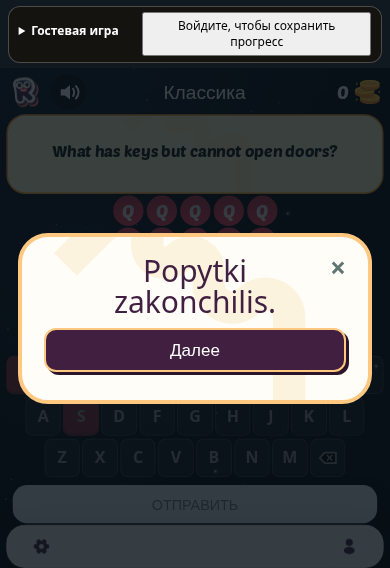 ▶ Гостевая игра
Войдите, чтобы сохранить
прогресс
Классика
0
What has keys but cannot open doors?
Q Q Q Q Q
Popytki
zakonchilis.
Далее
A S D F G H J K L
Z X C V B N M
ОТПРАВИТЬ